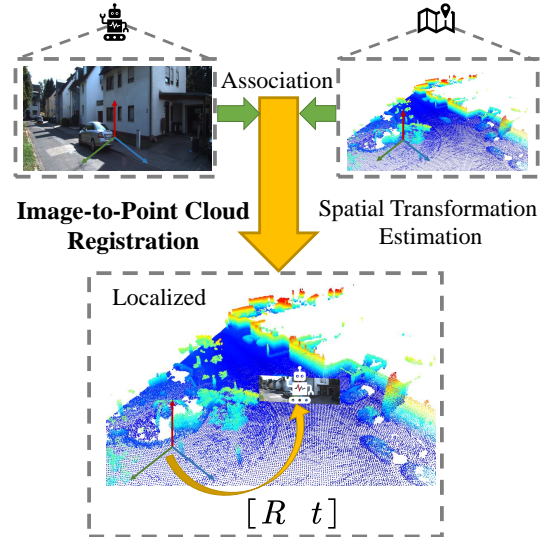 Association
Image-to-Point Cloud
Registration
Spatial Transformation
Estimation
Localized
[R t]